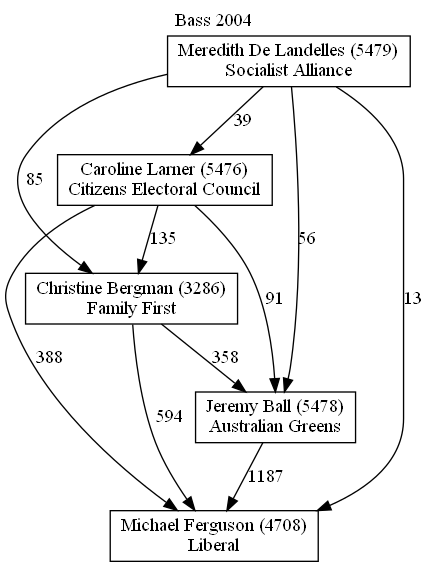 Bass 2004
Meredith De Landelles (5479)
Socialist Alliance
39
Caroline Larner (5476)
Citizens Electoral Council
85
135
56
91
13
Christine Bergman (3286)
Family First
388
358
594
Jeremy Ball (5478)
Australian Greens
1187
Michael Ferguson (4708)
Liberal